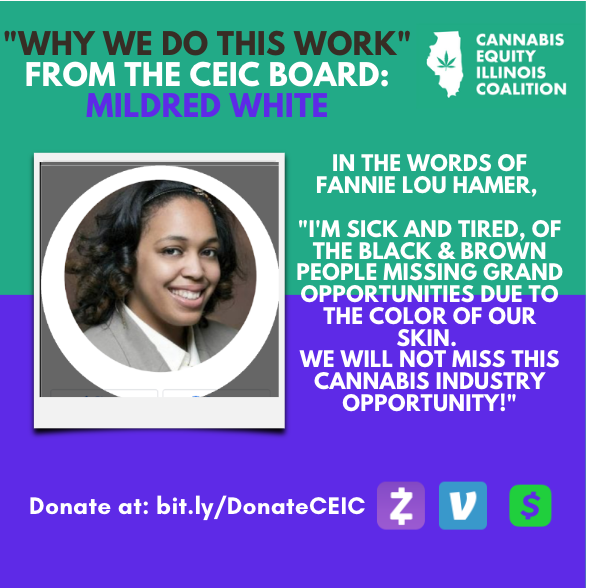 "WHY WE DO THIS WORK"
FROM THE CEIC BOARD:
MILDRED WHITE
CANNABIS
EQUITY
ILLINOIS
COALITION
IN THE WORDS OF
FANNIE LOU HAMER,
"I'M SICK AND TIRED, OF
THE BLACK & BROWN
PEOPLE MISSING GRAND
OPPORTUNITIES DUE TO
THE COLOR OF OUR
SKIN.
WE WILL NOT MISS THIS
CANNABIS INDUSTRY
OPPORTUNITY!"
Donate at: bit.ly/DonateCEIC